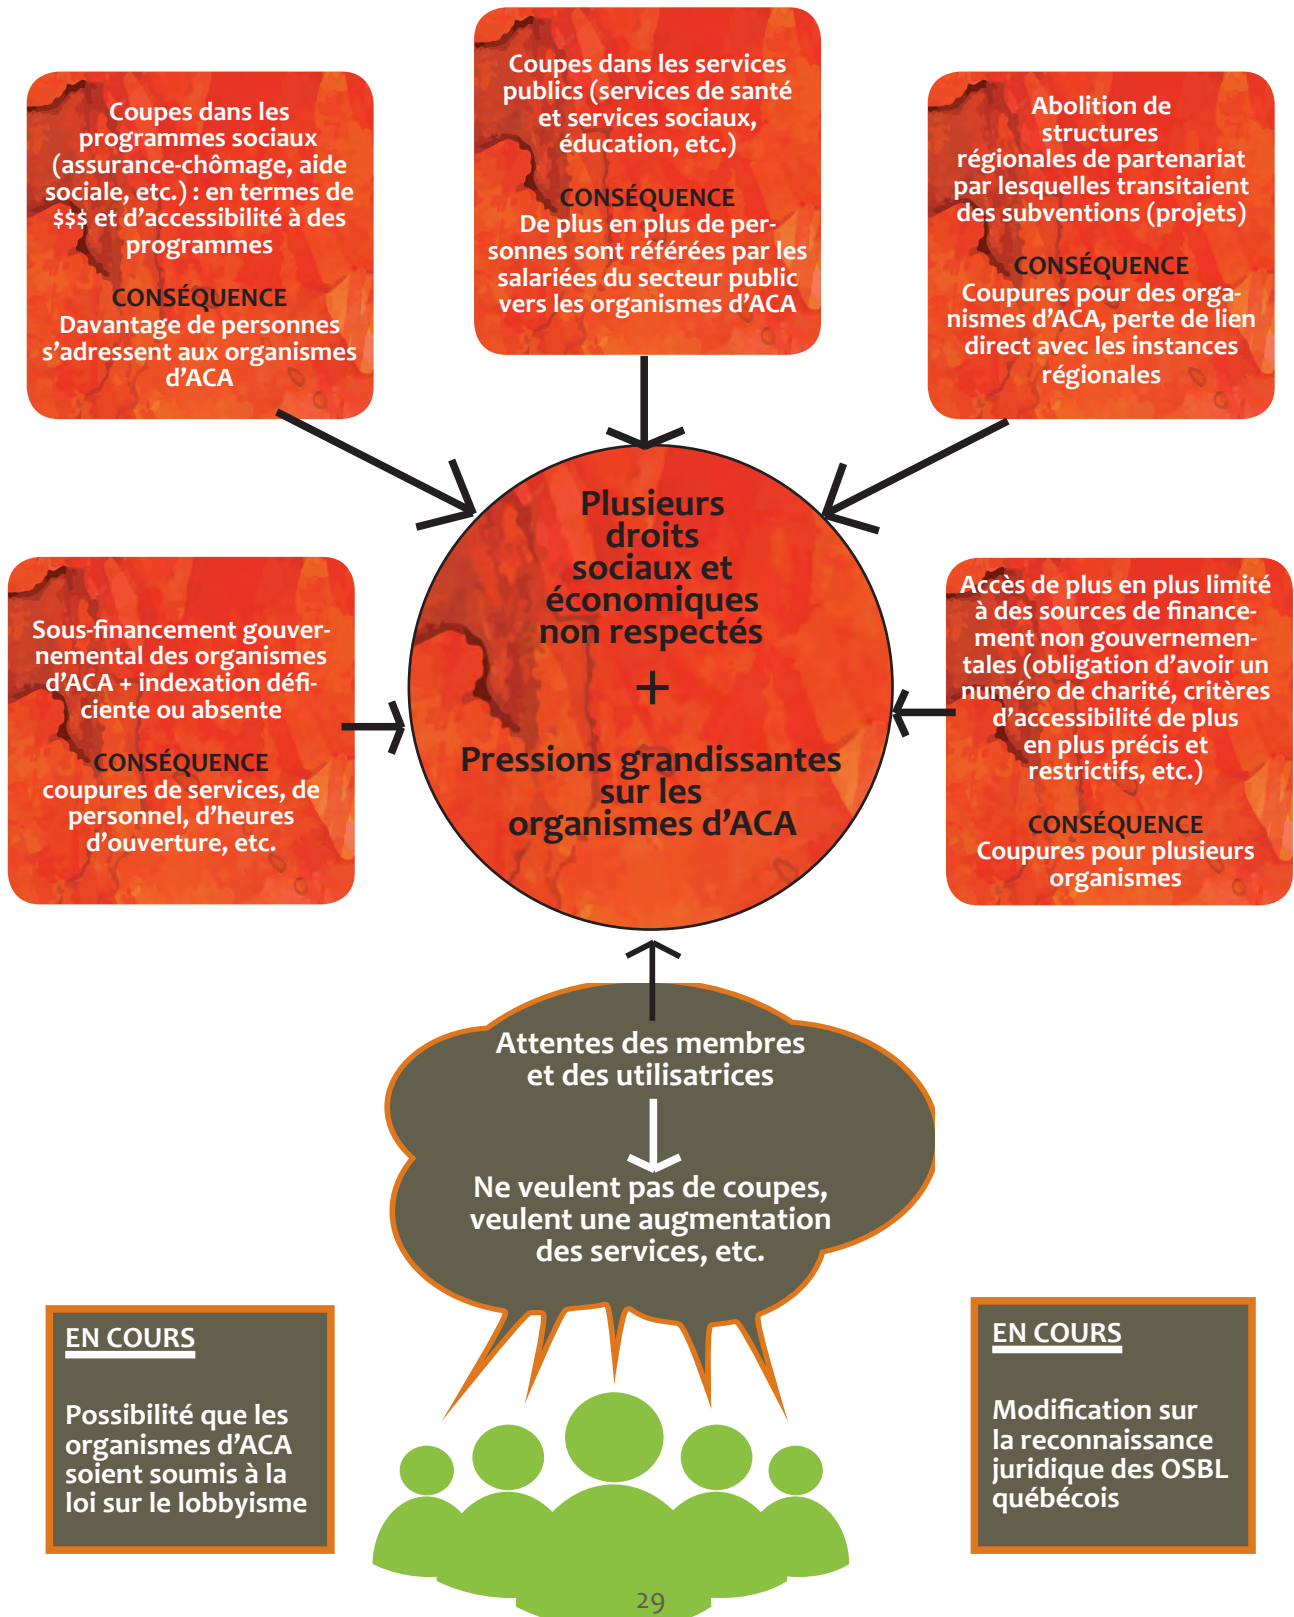 Coupes dans les
programmes sociaux
(assurance-chômage, aide
sociale, etc.) : en termes de
$$$ et d'accessibilité à des
programmes
CONSÉQUENCE
Davantage de personnes
s'adressent aux organismes
d'ACA
Coupes dans les services
publics (services de santé
et services sociaux,
éducation, etc.)
CONSÉQUENCE
De plus en plus de per-
sonnes sont référées par les
salariées du secteur public
vers les organismes d'ACA
Abolition de
structures
régionales de partenariat
par lesquelles transitaient
des subventions (projets)
CONSÉQUENCE
Coupures pour des orga-
nismes d'ACA, perte de lien
direct avec les instances
régionales
Sous-financement gouver-
nemental des organismes
d'ACA + indexation défi-
ciente ou absente
CONSÉQUENCE
coupures de services, de
personnel, d'heures
d'ouverture, etc.
Plusieurs
droits
sociaux et
économiques
non respectés
+
Pressions grandissantes
sur les
organismes d'ACA
Accès de plus en plus limité
à des sources de finance-
ment non gouvernemen-
tales (obligation d'avoir un
numéro de charité, critères
d'accessibilité de plus
en plus précis et
restrictifs, etc.)
CONSÉQUENCE
Coupures pour plusieurs
organismes
Attentes des membres
et des utilisatrices
Ne veulent pas de coupes,
veulent une augmentation
des services, etc.
EN COURS
Possibilité que les
organismes d'ACA
soient soumis à la
loi sur le lobbyisme
EN COURS
Modification sur
la reconnaissance
juridique des OSBL
québécois
29